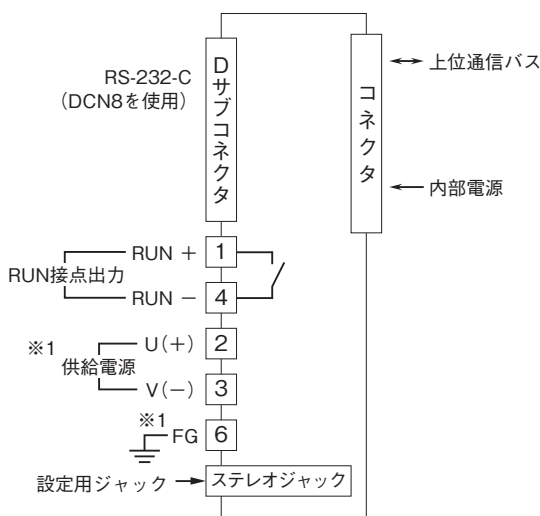 RS-232-C
（DCN8を使用）
Dサブコネクタ
コネクタ
上位通信バス
内部電源
RUN接点出力
RUN ＋ 1
RUN － 4
※1
供給電源
U(＋) 2
V(－) 3
※1
FG 6
設定用ジャック
ステレオジャック